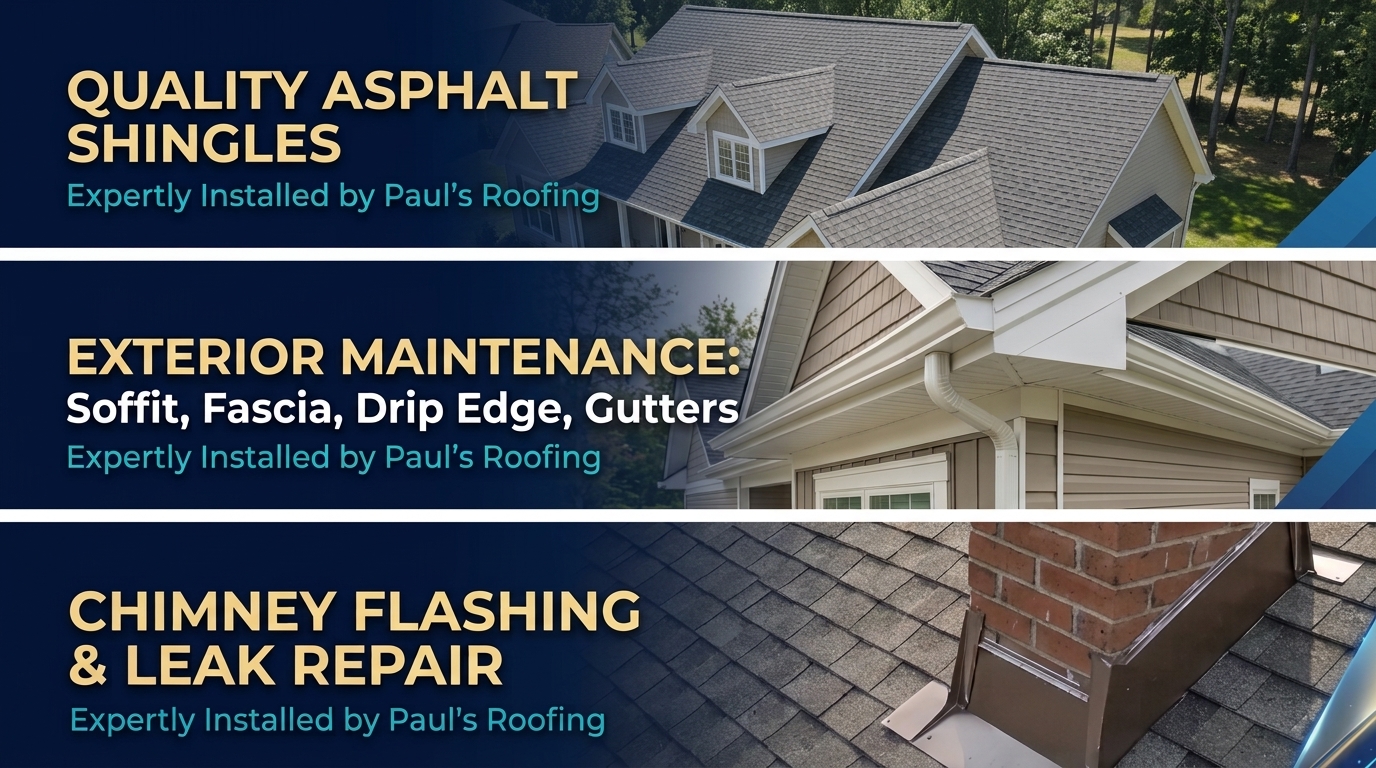 QUALITY ASPHALT
SHINGLES
Expertly Installed by Paul’s Roofing
EXTERIOR MAINTENANCE:
Soffit, Fascia, Drip Edge, Gutters
Expertly Installed by Paul’s Roofing
CHIMNEY FLASHING
& LEAK REPAIR
Expertly Installed by Paul’s Roofing